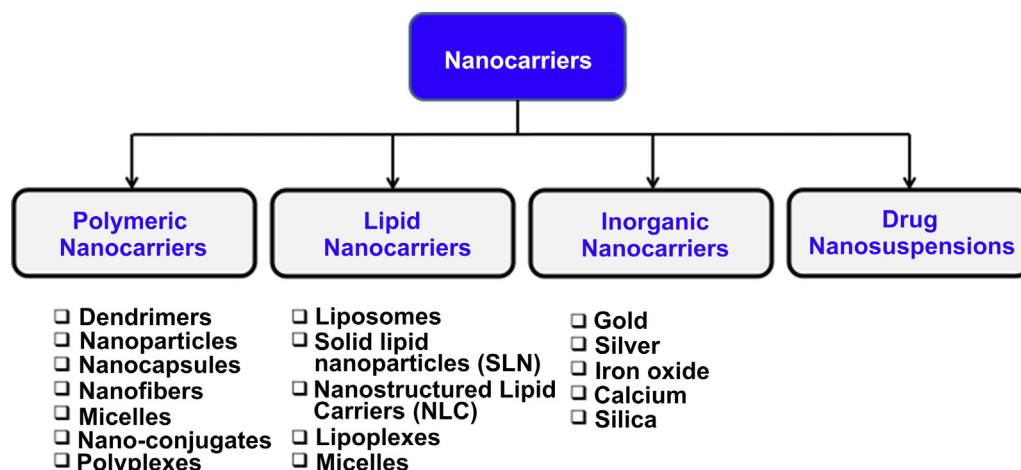 Nanocarriers
Polymeric
Nanocarriers
Lipid
Nanocarriers
Inorganic
Nanocarriers
Drug
Nanosuspensions
Dendrimers
Nanoparticles
Nanocapsules
Nanofibers
Micelles
Nano-conjugates
Polyplexes
Liposomes
Solid lipid
nanoparticles (SLN)
Nanostructured Lipid
Carriers (NLC)
Lipoplexes
Micelles
Gold
Silver
Iron oxide
Calcium
Silica